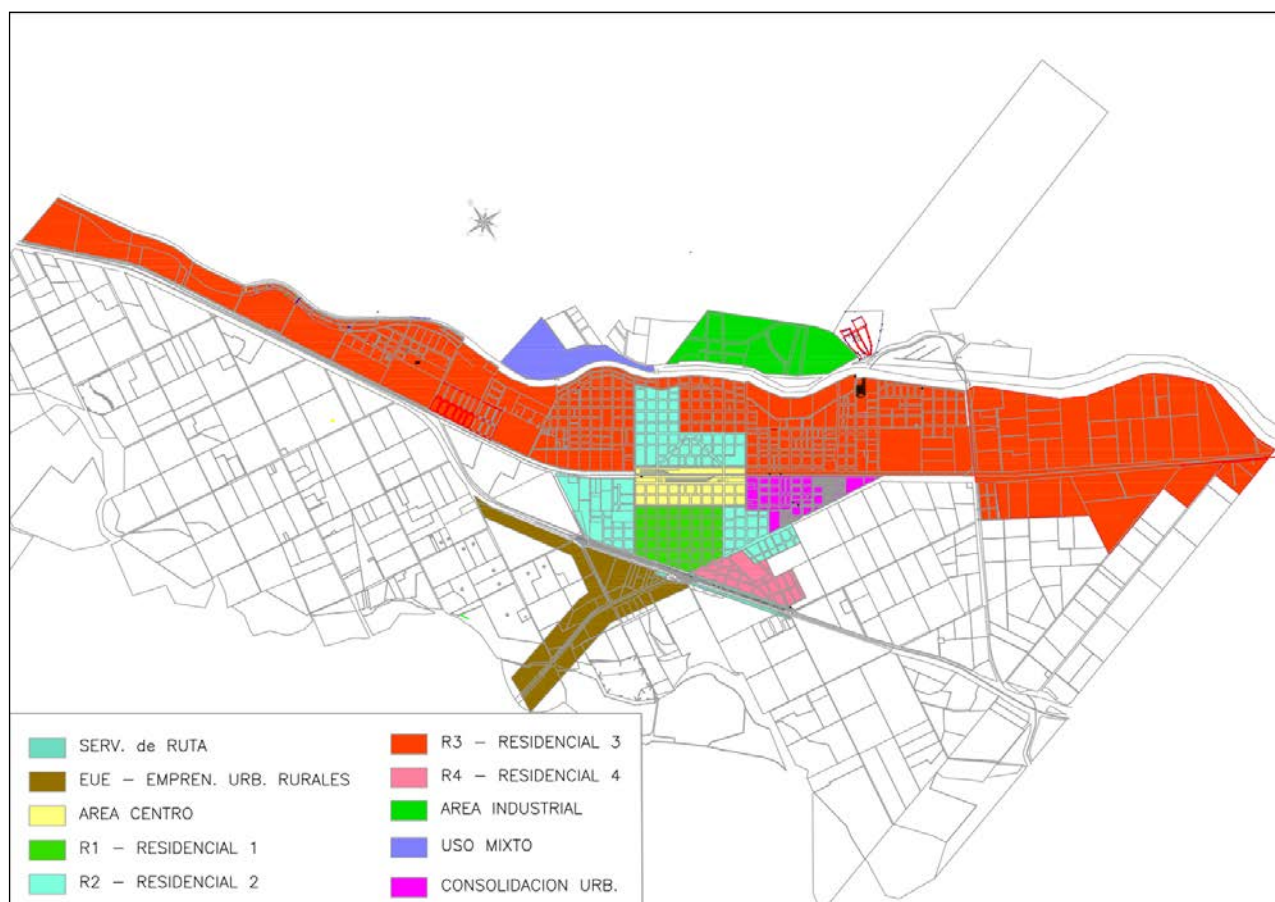 SERV. de RUTA
EUE – EMPREN. URB. RURALES
AREA CENTRO
R1 – RESIDENCIAL 1
R2 – RESIDENCIAL 2
R3 – RESIDENCIAL 3
R4 – RESIDENCIAL 4
AREA INDUSTRIAL
USO MIXTO
CONSOLIDACION URB.